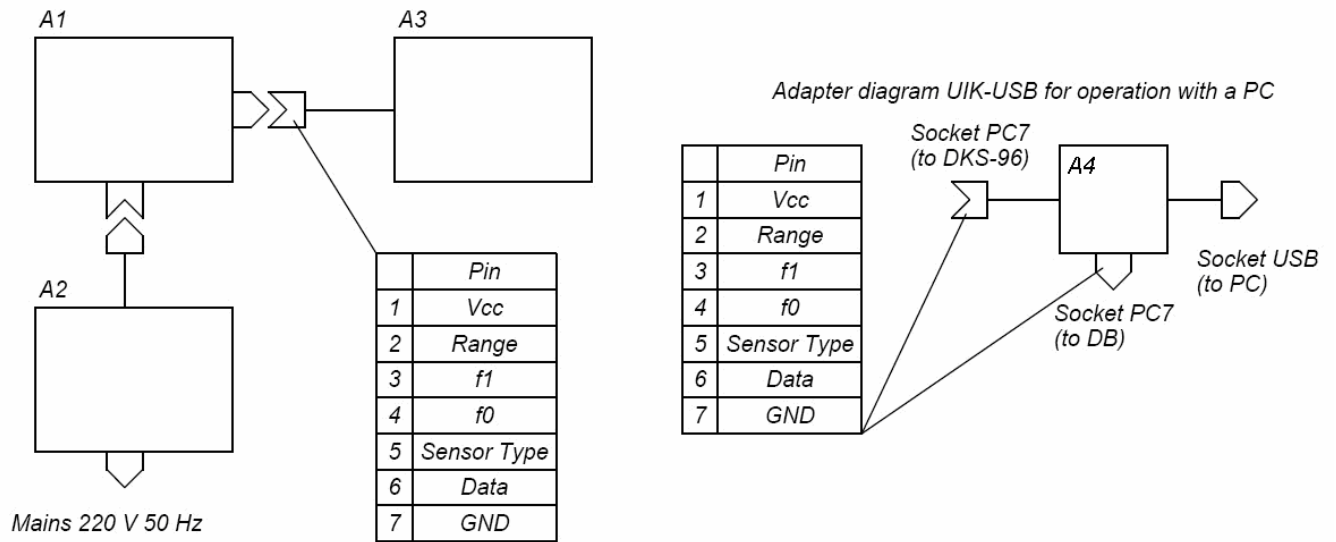 A1
A3
A2
Mains 220 V 50 Hz
Pin
1 Vcc
2 Range
3 f1
4 f0
5 Sensor Type
6 Data
7 GND
Adapter diagram UIK-USB for operation with a PC
Socket PC7
(to DKS-96)
A4
Pin
1 Vcc
2 Range
3 f1
4 f0
5 Sensor Type
6 Data
7 GND
Socket USB
(to PC)
Socket PC7
(to DB)